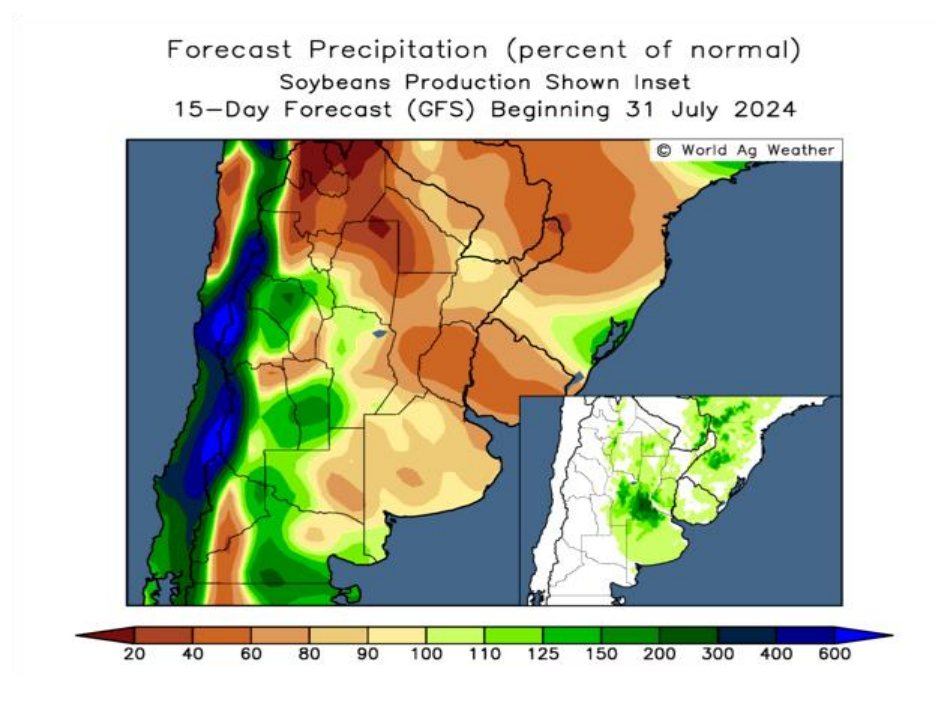 Forecast Precipitation (percent of normal)
Soybeans Production Shown Inset
15-Day Forecast (GFS) Beginning 31 July 2024
© World Ag Weather
20 40 60 80 90 100 110 125 150 200 300 400 600